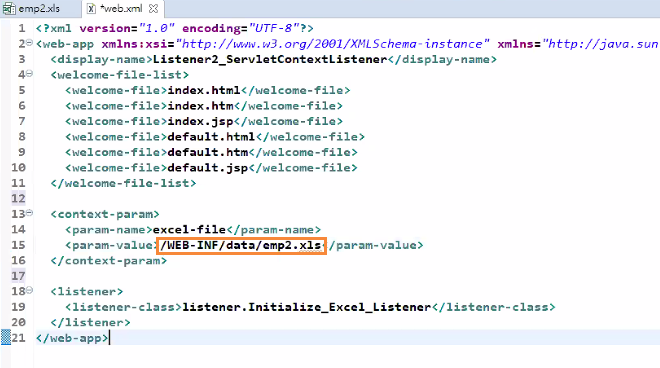 emp2.xls
*web.xml
1 <?xml version="1.0" encoding="UTF-8"?>
2 <web-app xmlns:xsi="http://www.w3.org/2001/XMLSchema-instance" xmlns="http://java.sun
3 <display-name>Listener2_ServletContextListener</display-name>
4 <welcome-file-list>
5 <welcome-file>index.html</welcome-file>
6 <welcome-file>index.htm</welcome-file>
7 <welcome-file>index.jsp</welcome-file>
8 <welcome-file>default.html</welcome-file>
9 <welcome-file>default.htm</welcome-file>
10 <welcome-file>default.jsp</welcome-file>
11 </welcome-file-list>
12
13 <context-param>
14 <param-name>excel-file</param-name>
15 <param-value>/WEB-INF/data/emp2.xls</param-value>
16 </context-param>
17
18 <listener>
19 <listener-class>listener.Initialize_Excel_Listener</listener-class>
20 </listener>
21 </web-app>